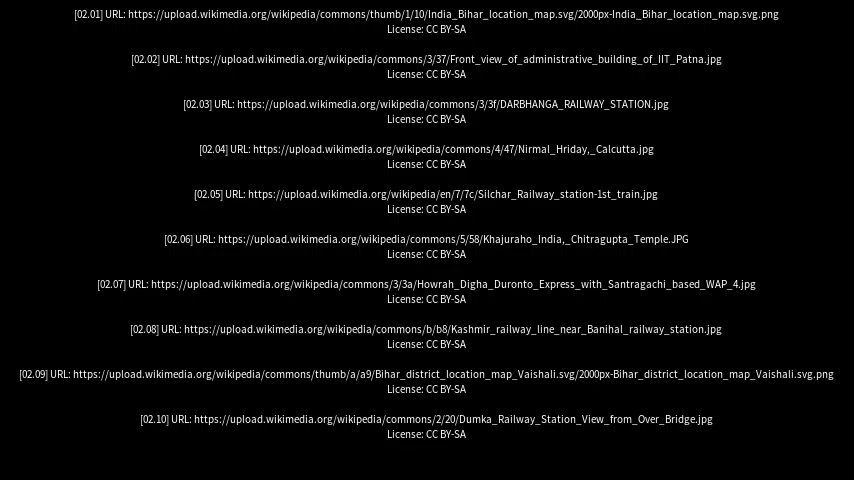 [02.01] URL: https://upload.wikimedia.org/wikipedia/commons/thumb/1/10/India_Bihar_location_map.svg/2000px-India_Bihar_location_map.svg.png
License: CC BY-SA
[02.02] URL: https://upload.wikimedia.org/wikipedia/commons/3/37/Front_view_of_administrative_building_of_IIT_Patna.jpg
License: CC BY-SA
[02.03] URL: https://upload.wikimedia.org/wikipedia/commons/3/3f/DARBHANGA_RAILWAY_STATION.jpg
License: CC BY-SA
[02.04] URL: https://upload.wikimedia.org/wikipedia/commons/4/47/Nirmal_Hriday,_Calcutta.jpg
License: CC BY-SA
[02.05] URL: https://upload.wikimedia.org/wikipedia/en/7/7c/Silchar_Railway_station-1st_train.jpg
License: CC BY-SA
[02.06] URL: https://upload.wikimedia.org/wikipedia/commons/5/58/Khajuraho_India,_Chitragupta_Temple.JPG
License: CC BY-SA
[02.07] URL: https://upload.wikimedia.org/wikipedia/commons/3/3a/Howrah_Digha_Duronto_Express_with_Santragachi_based_WAP_4.jpg
License: CC BY-SA
[02.08] URL: https://upload.wikimedia.org/wikipedia/commons/b/b8/Kashmir_railway_line_near_Banihal_railway_station.jpg
License: CC BY-SA
[02.09] URL: https://upload.wikimedia.org/wikipedia/commons/thumb/a/a9/Bihar_district_location_map_Vaishali.svg/2000px-Bihar_district_location_map_Vaishali.svg.png
License: CC BY-SA
[02.10] URL: https://upload.wikimedia.org/wikipedia/commons/2/20/Dumka_Railway_Station_View_from_Over_Bridge.jpg
License: CC BY-SA